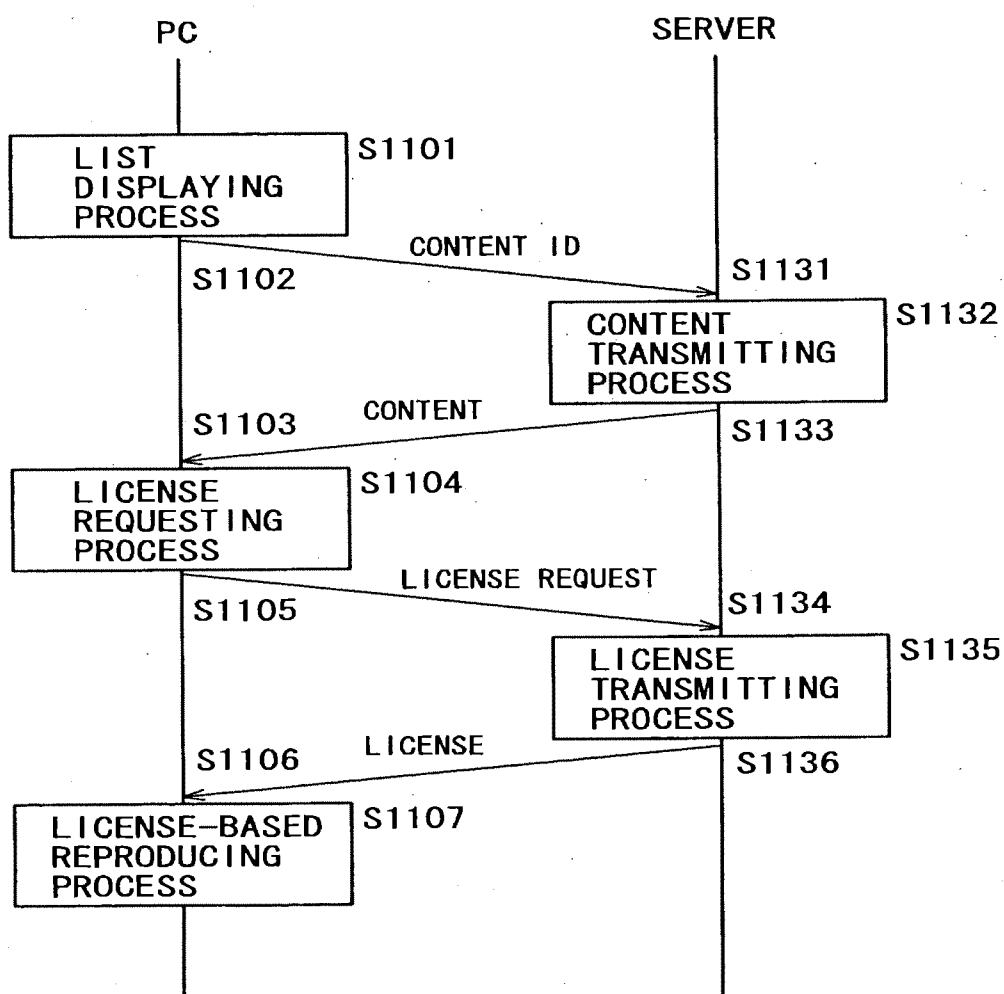 PC
SERVER
LIST
DISPLAYING
PROCESS
S1101
CONTENT ID
S1102
S1131
CONTENT
TRANSMITTING
PROCESS
S1132
S1103
CONTENT
S1133
LICENSE
REQUESTING
PROCESS
S1104
LICENSE REQUEST
S1105
S1134
LICENSE
TRANSMITTING
PROCESS
S1135
S1106
LICENSE
S1136
LICENSE-BASED
REPRODUCING
PROCESS
S1107